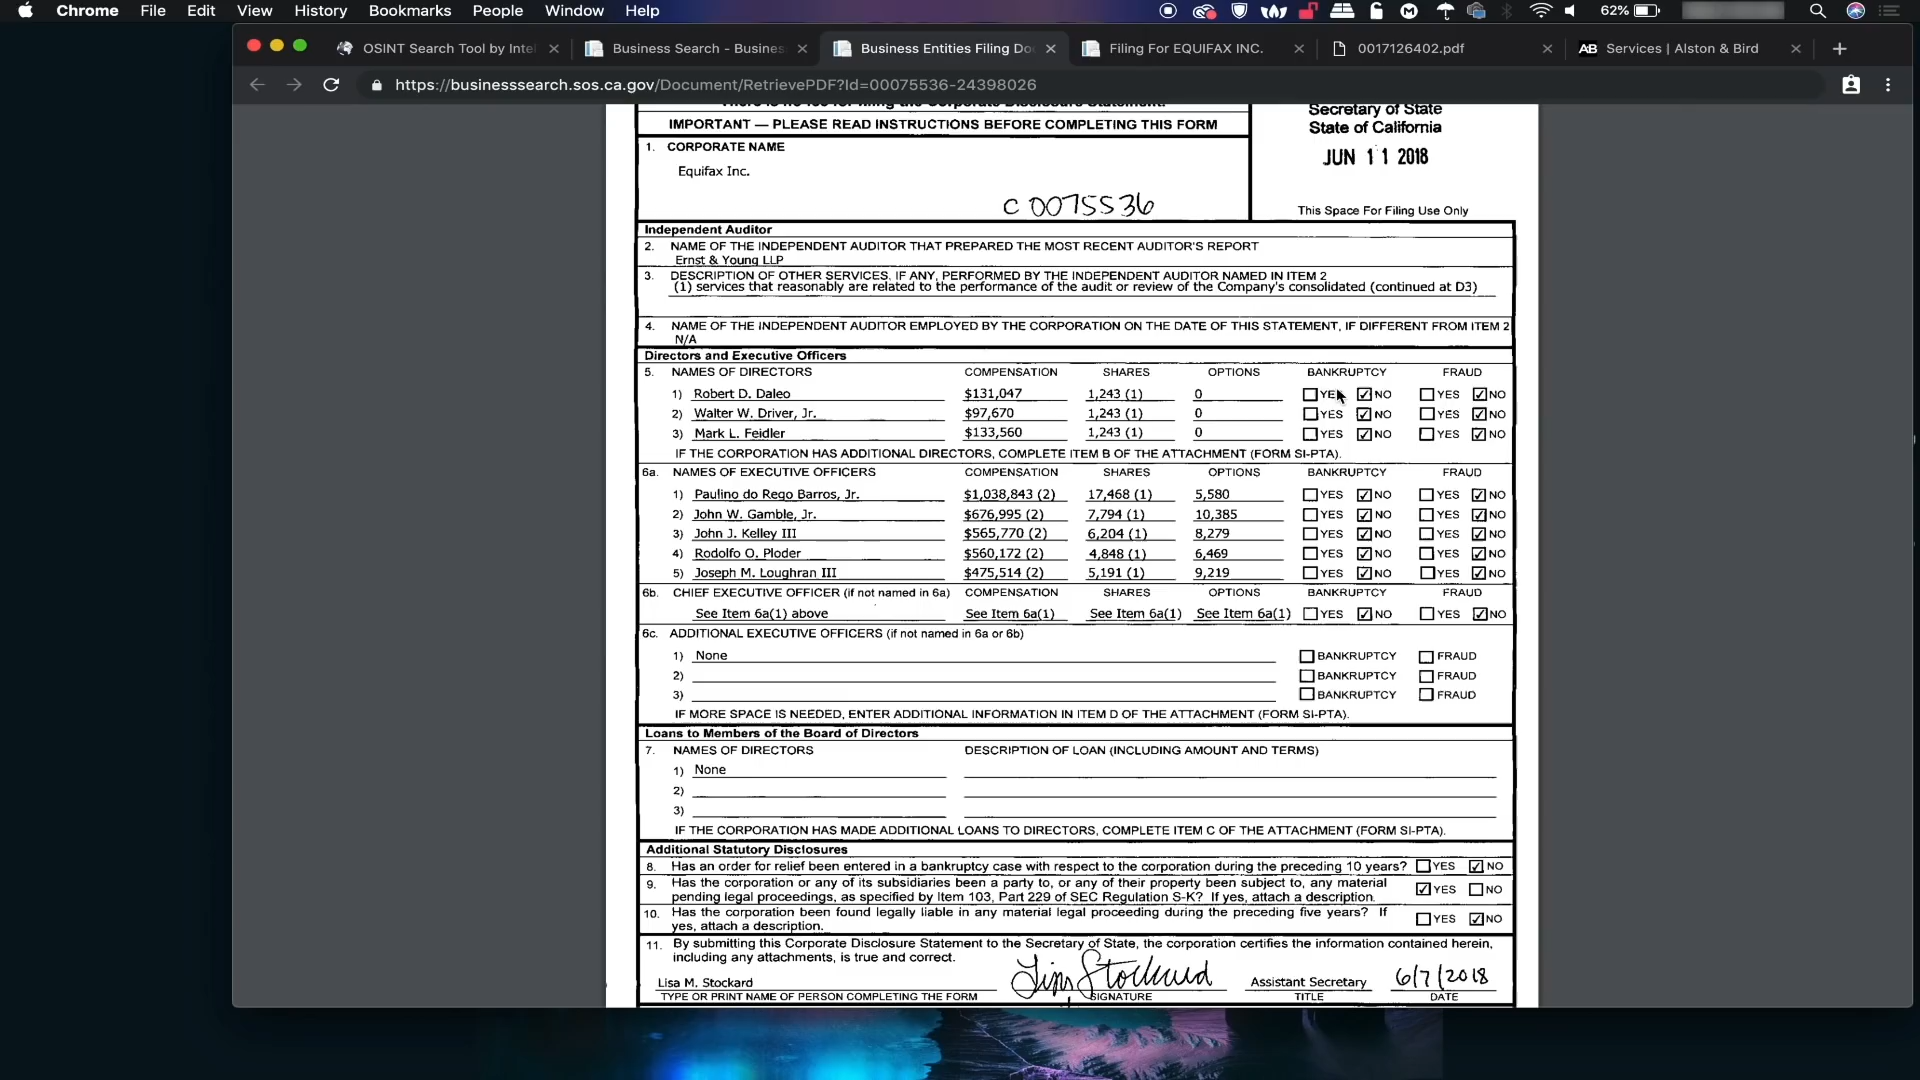 Chrome File Edit View History Bookmarks People Window Help 62%
OSINT Search Tool by Intel Business Search - Busines Business Entities Filing Do Filing For EQUIFAX INC. 0017126402.pdf AB Services | Alston & Bird
https://businesssearch.sos.ca.gov/Document/RetrievePDF?Id=00075536-24398026
There is no fee for filing the Corporate Disclosure Statement.
IMPORTANT — PLEASE READ INSTRUCTIONS BEFORE COMPLETING THIS FORM
Secretary of State
State of California
JUN 11 2018
1. CORPORATE NAME
Equifax Inc.
C0075536
This Space For Filing Use Only
Independent Auditor
2. NAME OF THE INDEPENDENT AUDITOR THAT PREPARED THE MOST RECENT AUDITOR'S REPORT
Ernst & Young LLP
3. DESCRIPTION OF OTHER SERVICES, IF ANY, PERFORMED BY THE INDEPENDENT AUDITOR NAMED IN ITEM 2
(1) services that reasonably are related to the performance of the audit or review of the Company's consolidated (continued at D3)
4. NAME OF THE INDEPENDENT AUDITOR EMPLOYED BY THE CORPORATION ON THE DATE OF THIS STATEMENT, IF DIFFERENT FROM ITEM 2
N/A
Directors and Executive Officers
5. NAMES OF DIRECTORS COMPENSATION SHARES OPTIONS BANKRUPTCY FRAUD
1) Robert D. Daleo $131,047 1,243 (1) 0 YES NO YES NO
2) Walter W. Driver, Jr. $97,670 1,243 (1) 0 YES NO YES NO
3) Mark L. Feidler $133,560 1,243 (1) 0 YES NO YES NO
IF THE CORPORATION HAS ADDITIONAL DIRECTORS, COMPLETE ITEM B OF THE ATTACHMENT (FORM SI-PTA).
6a. NAMES OF EXECUTIVE OFFICERS COMPENSATION SHARES OPTIONS BANKRUPTCY FRAUD
1) Paulino do Rego Barros, Jr. $1,038,843 (2) 17,468 (1) 5,580 YES NO YES NO
2) John W. Gamble, Jr. $676,995 (2) 7,794 (1) 10,385 YES NO YES NO
3) John J. Kelley III $565,770 (2) 6,204 (1) 8,279 YES NO YES NO
4) Rodolfo O. Ploder $560,172 (2) 4,848 (1) 6,469 YES NO YES NO
5) Joseph M. Loughran III $475,514 (2) 5,191 (1) 9,219 YES NO YES NO
6b. CHIEF EXECUTIVE OFFICER (if not named in 6a) COMPENSATION SHARES OPTIONS BANKRUPTCY FRAUD
See Item 6a(1) above See Item 6a(1) See Item 6a(1) See Item 6a(1) YES NO YES NO
6c. ADDITIONAL EXECUTIVE OFFICERS (if not named in 6a or 6b)
1) None BANKRUPTCY FRAUD
2) BANKRUPTCY FRAUD
3) BANKRUPTCY FRAUD
IF MORE SPACE IS NEEDED, ENTER ADDITIONAL INFORMATION IN ITEM D OF THE ATTACHMENT (FORM SI-PTA).
Loans to Members of the Board of Directors
7. NAMES OF DIRECTORS DESCRIPTION OF LOAN (INCLUDING AMOUNT AND TERMS)
1) None
2)
3)
IF THE CORPORATION HAS MADE ADDITIONAL LOANS TO DIRECTORS, COMPLETE ITEM C OF THE ATTACHMENT (FORM SI-PTA).
Additional Statutory Disclosures
8. Has an order for relief been entered in a bankruptcy case with respect to the corporation during the preceding 10 years? YES NO
9. Has the corporation or any of its subsidiaries been a party to, or any of their property been subject to, any material
pending legal proceedings, as specified by Item 103, Part 229 of SEC Regulation S-K? If yes, attach a description. YES NO
10. Has the corporation been found legally liable in any material legal proceeding during the preceding five years? If
yes, attach a description. YES NO
11. By submitting this Corporate Disclosure Statement to the Secretary of State, the corporation certifies the information contained herein,
including any attachments, is true and correct.
Lisa M. Stockard Lisa Stockard Assistant Secretary 6/7/2018
TYPE OR PRINT NAME OF PERSON COMPLETING THE FORM SIGNATURE TITLE DATE